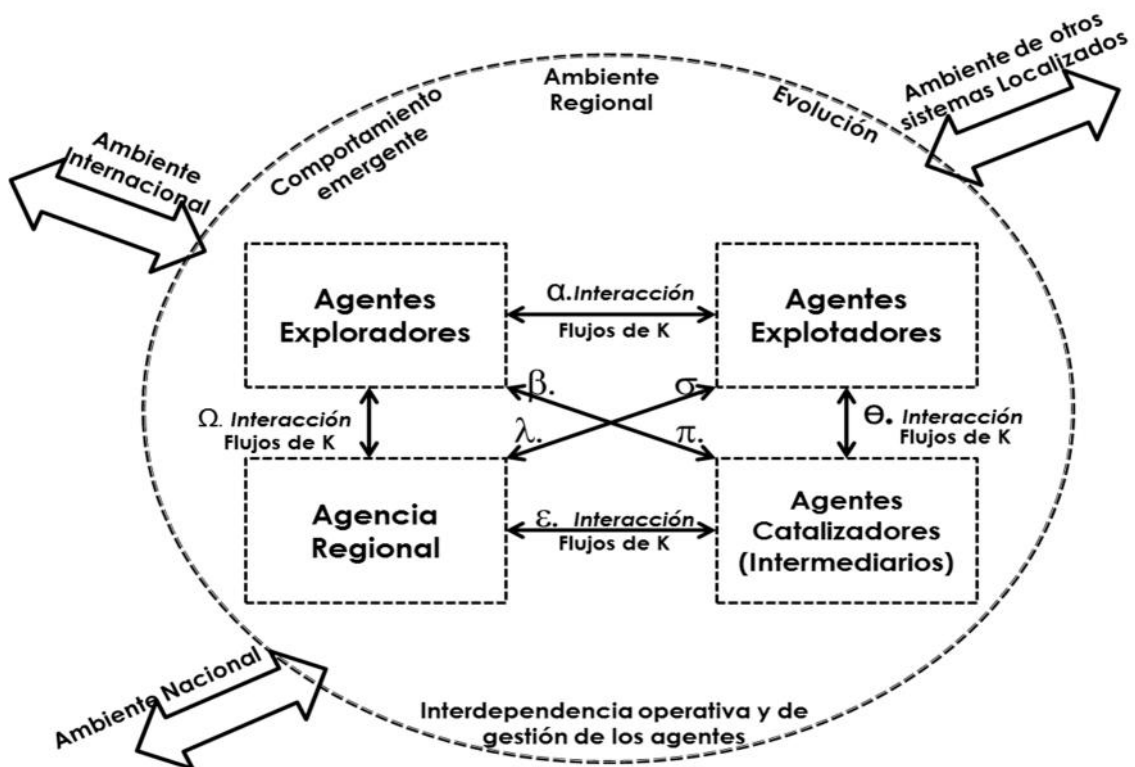 Ambiente de otros
sistemas Localizados
Ambiente
Regional
Evolución
Comportamiento
emergente
Ambiente
Internacional
Agentes
Exploradores
α.Interacción
Flujos de K
Agentes
Explotadores
β.
σ
Ω. Interacción
Flujos de K
λ.
π.
ϴ. Interacción
Flujos de K
Agencia
Regional
ε. Interacción
Flujos de K
Agentes
Catalizadores
(Intermediarios)
Ambiente Nacional
Interdependencia operativa y de
gestión de los agentes